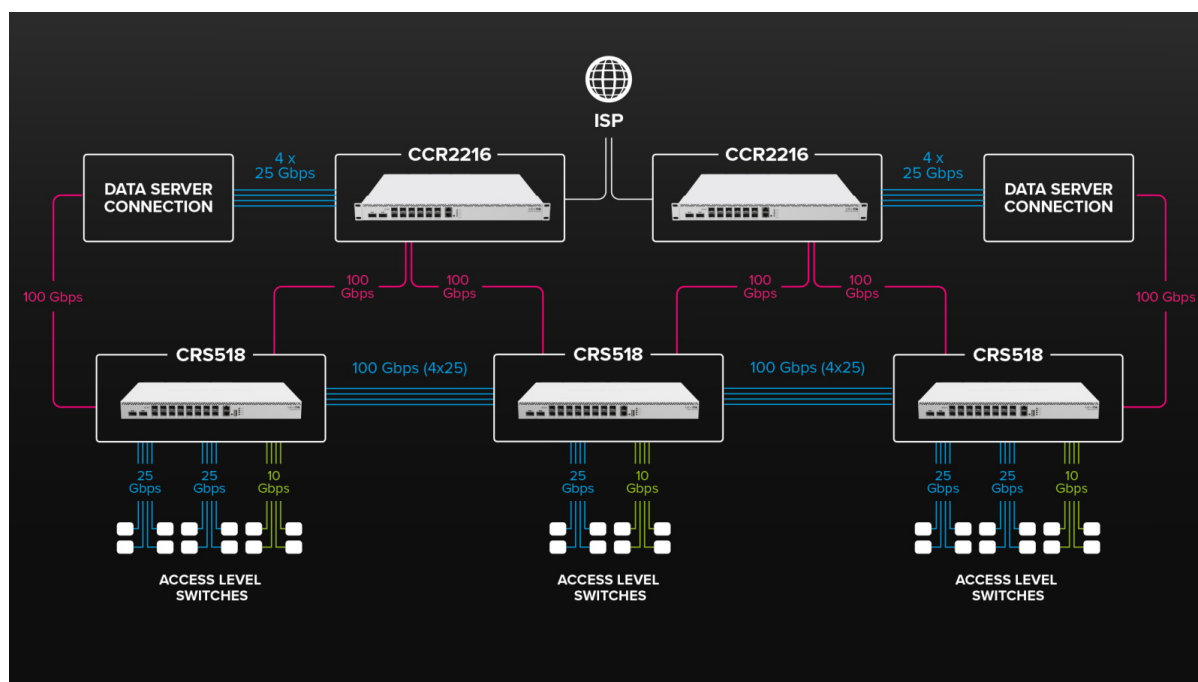 ISP
CCR2216
CCR2216
4 x
25 Gbps
4 x
25 Gbps
DATA SERVER
CONNECTION
DATA SERVER
CONNECTION
100
Gbps
100
Gbps
100
Gbps
100
Gbps
100 Gbps
100 Gbps
CRS518
CRS518
CRS518
100 Gbps (4x25)
100 Gbps (4x25)
25
Gbps
25
Gbps
10
Gbps
25
Gbps
10
Gbps
25
Gbps
25
Gbps
10
Gbps
ACCESS LEVEL
SWITCHES
ACCESS LEVEL
SWITCHES
ACCESS LEVEL
SWITCHES